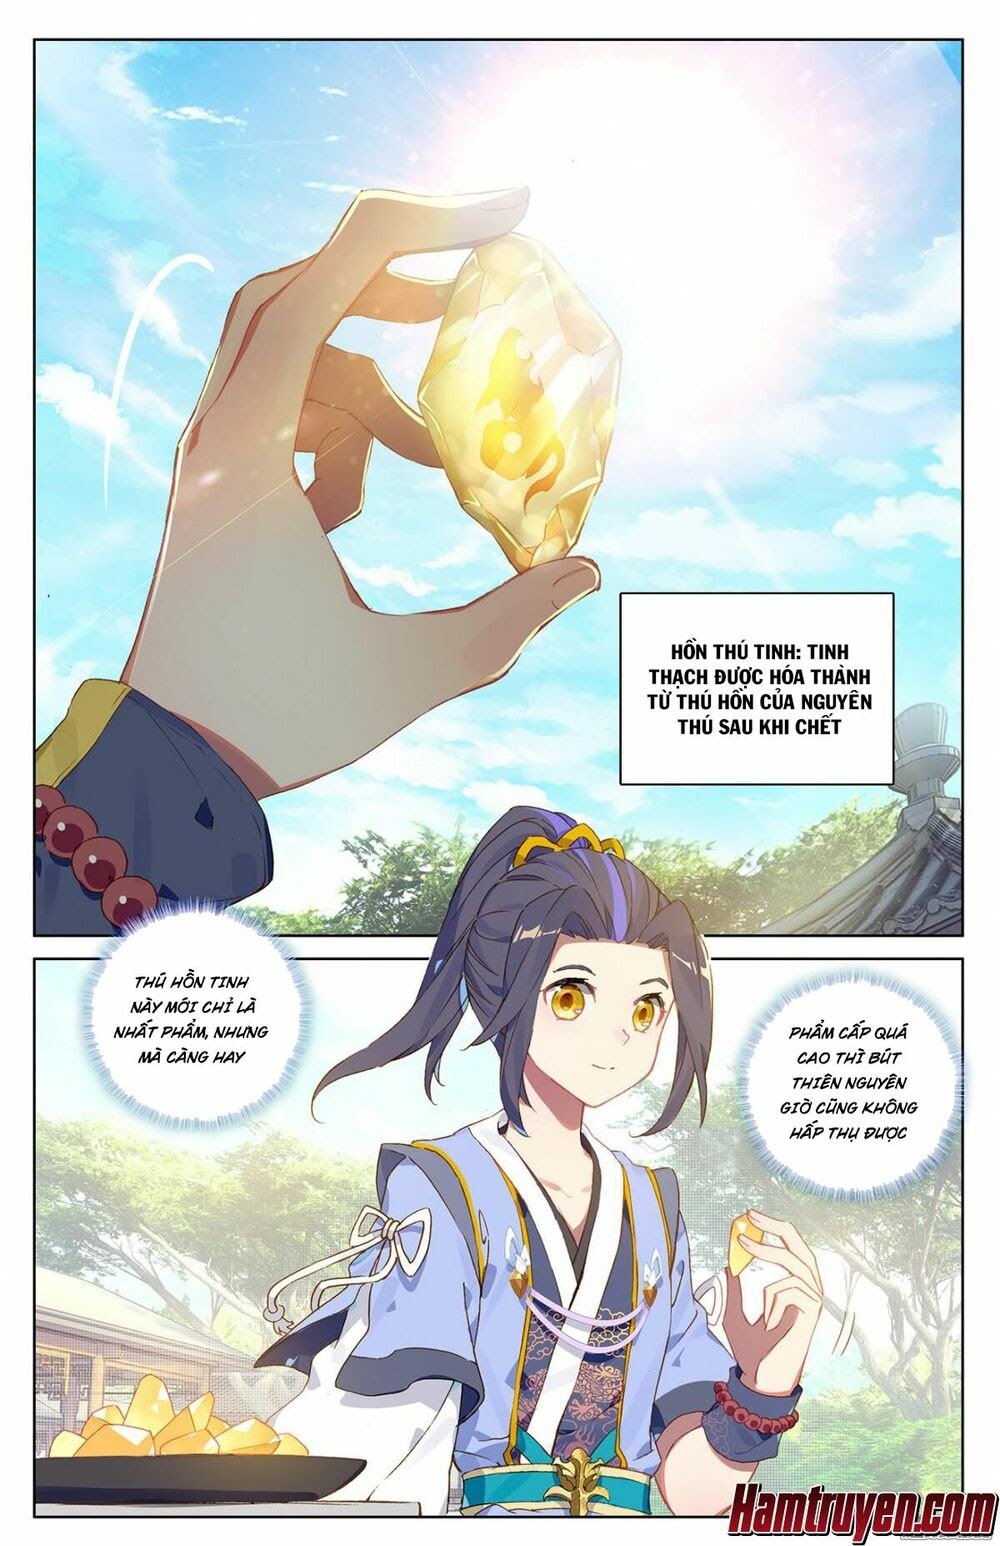 HỒN THÚ TINH: TINH
THẠCH ĐƯỢC HÓA THÀNH
TỪ THÚ HỒN CỦA NGUYÊN
THÚ SAU KHI CHẾT
THÚ HỒN TINH
NÀY MỚI CHỈ LÀ
NHẤT PHẨM, NHƯNG
MÀ CÀNG HAY
PHẨM CẤP QUÁ
CAO THÌ BÚT
THIÊN NGUYÊN
GIỜ CŨNG KHÔNG
HẤP THỤ ĐƯỢC
Hamtruyen.com